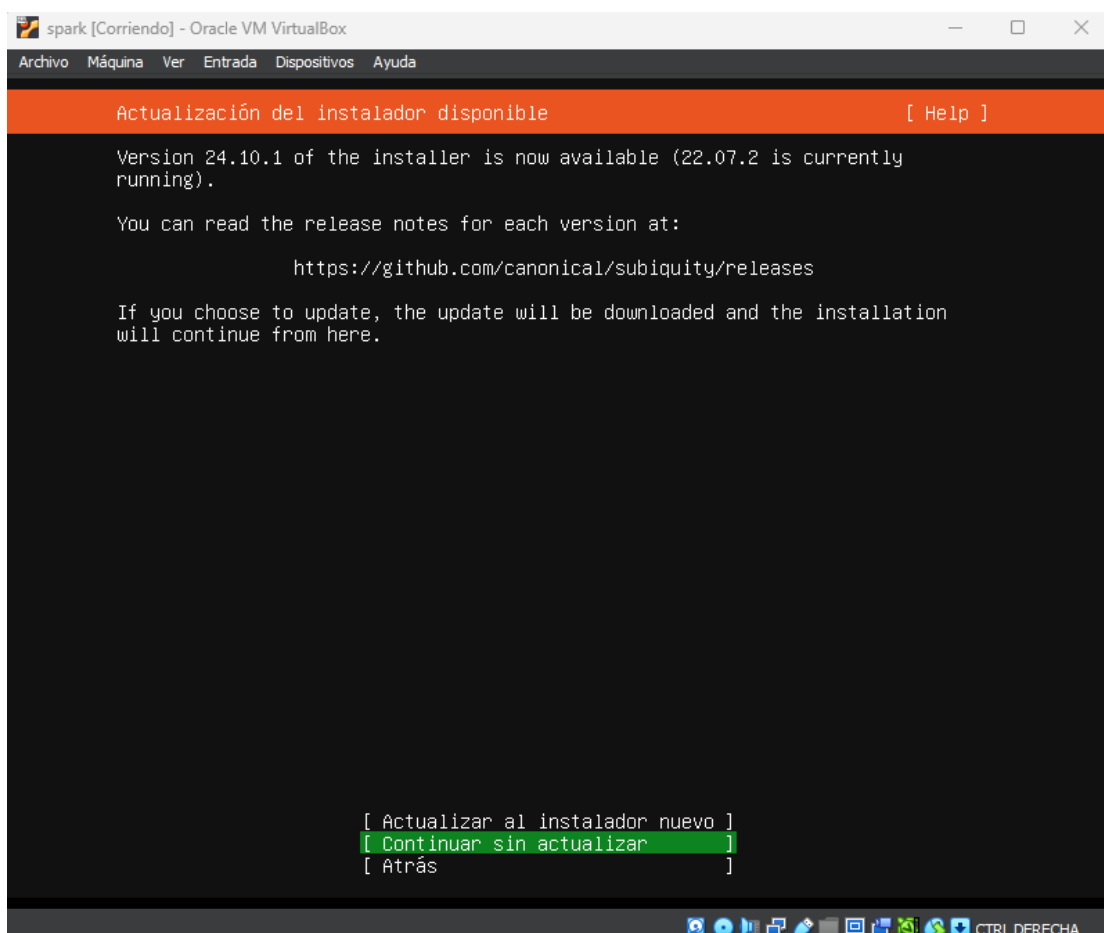 spark [Corriendo] - Oracle VM VirtualBox
Archivo Máquina Ver Entrada Dispositivos Ayuda
Actualización del instalador disponible [ Help ]
Version 24.10.1 of the installer is now available (22.07.2 is currently
running).
You can read the release notes for each version at:
https://github.com/canonical/subiquity/releases
If you choose to update, the update will be downloaded and the installation
will continue from here.
[ Actualizar al instalador nuevo ]
[ Continuar sin actualizar ]
[ Atrás ]
CTRL DERECHA